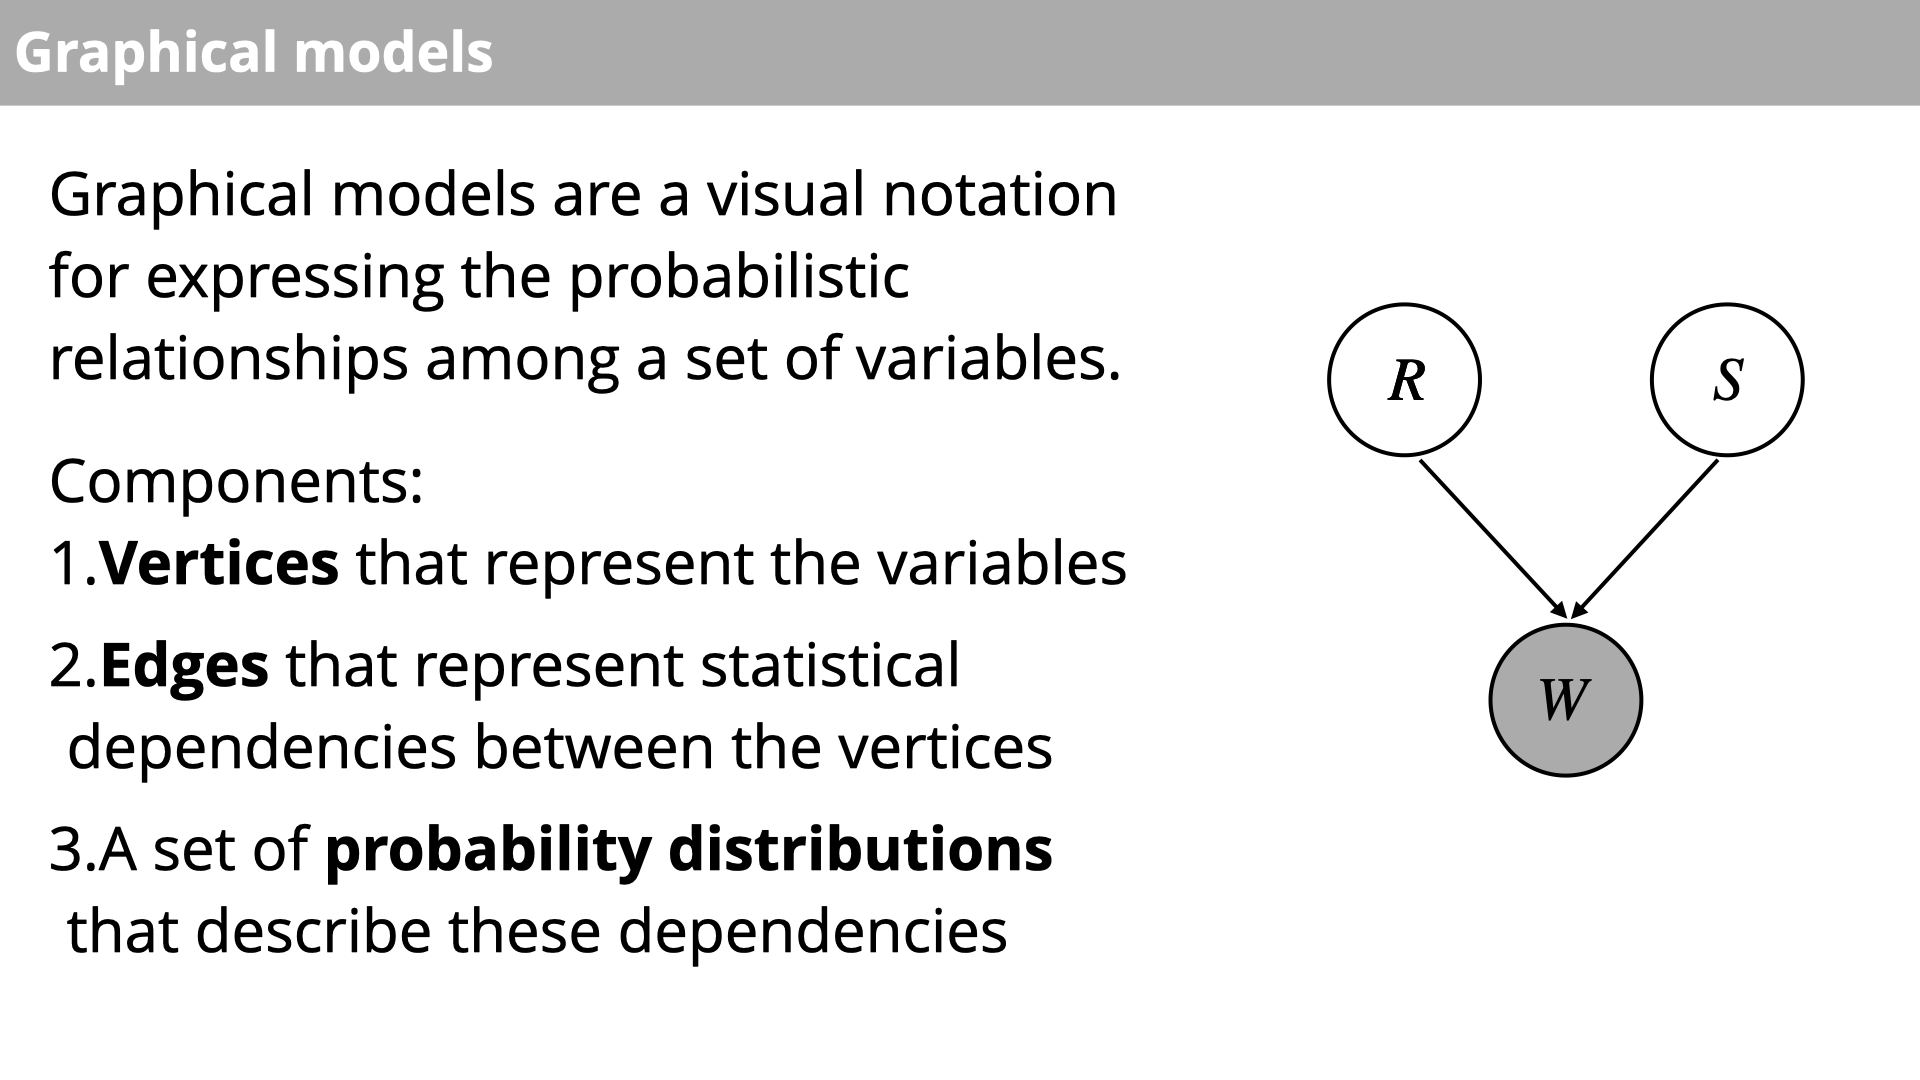 Graphical models
Graphical models are a visual notation
for expressing the probabilistic
relationships among a set of variables.
Components:
1.Vertices that represent the variables
2.Edges that represent statistical
dependencies between the vertices
3.A set of probability distributions
that describe these dependencies
R
S
W